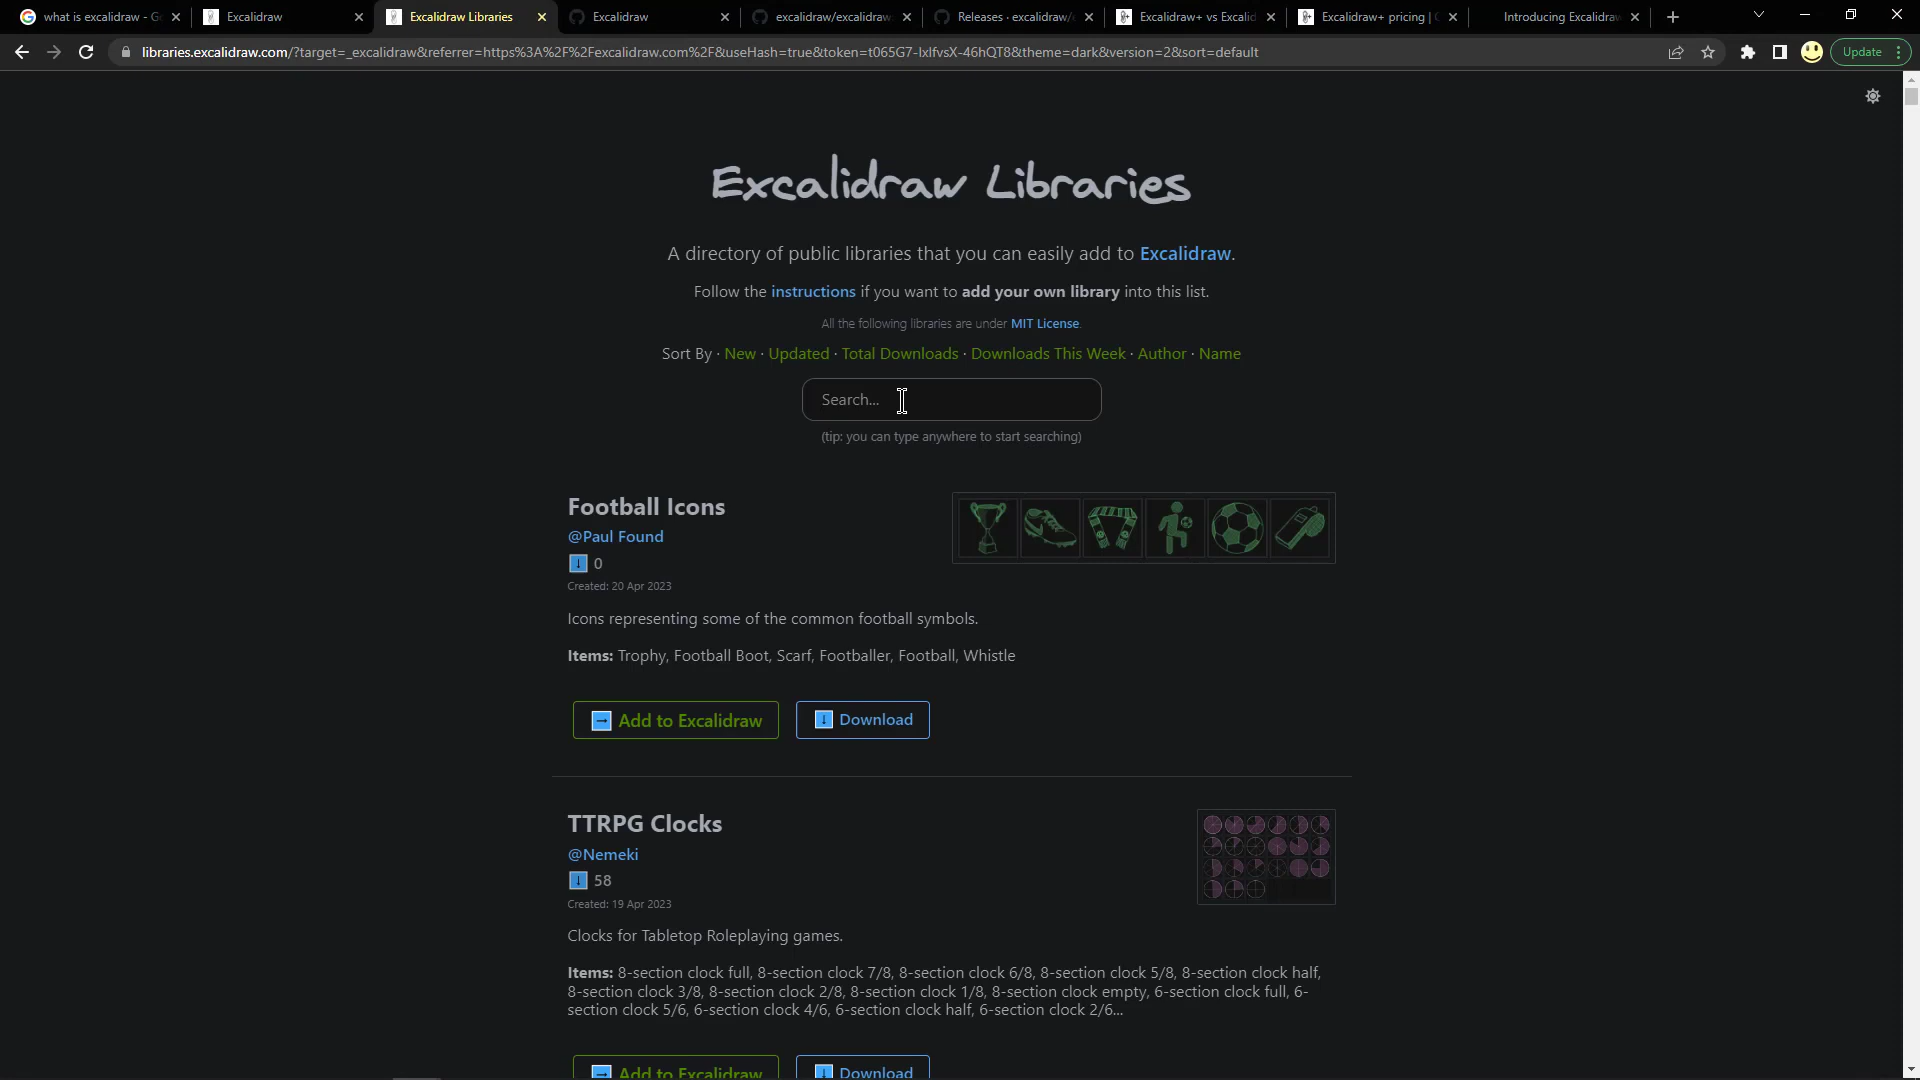 what is excalidraw - G
Excalidraw
Excalidraw Libraries
Excalidraw
excalidraw/excalidraw
Releases · excalidraw/
Excalidraw+ vs Excalid
Excalidraw+ pricing |
Introducing Excalidraw
libraries.excalidraw.com/?target=_excalidraw&referrer=https%3A%2F%2Fexcalidraw.com%2F&useHash=true&token=t065G7-IxlfvsX-46hQT8&theme=dark&version=2&sort=default
Update
Excalidraw Libraries
A directory of public libraries that you can easily add to Excalidraw.
Follow the instructions if you want to add your own library into this list.
All the following libraries are under MIT License.
Sort By · New · Updated · Total Downloads · Downloads This Week · Author · Name
Search...
(tip: you can type anywhere to start searching)
Football Icons
@Paul Found
0
Created: 20 Apr 2023
Icons representing some of the common football symbols.
Items: Trophy, Football Boot, Scarf, Footballer, Football, Whistle
Add to Excalidraw
Download
TTRPG Clocks
@Nemeki
58
Created: 19 Apr 2023
Clocks for Tabletop Roleplaying games.
Items: 8-section clock full, 8-section clock 7/8, 8-section clock 6/8, 8-section clock 5/8, 8-section clock half,
8-section clock 3/8, 8-section clock 2/8, 8-section clock 1/8, 8-section clock empty, 6-section clock full, 6-
section clock 5/6, 6-section clock 4/6, 6-section clock half, 6-section clock 2/6...
Add to Excalidraw
Download